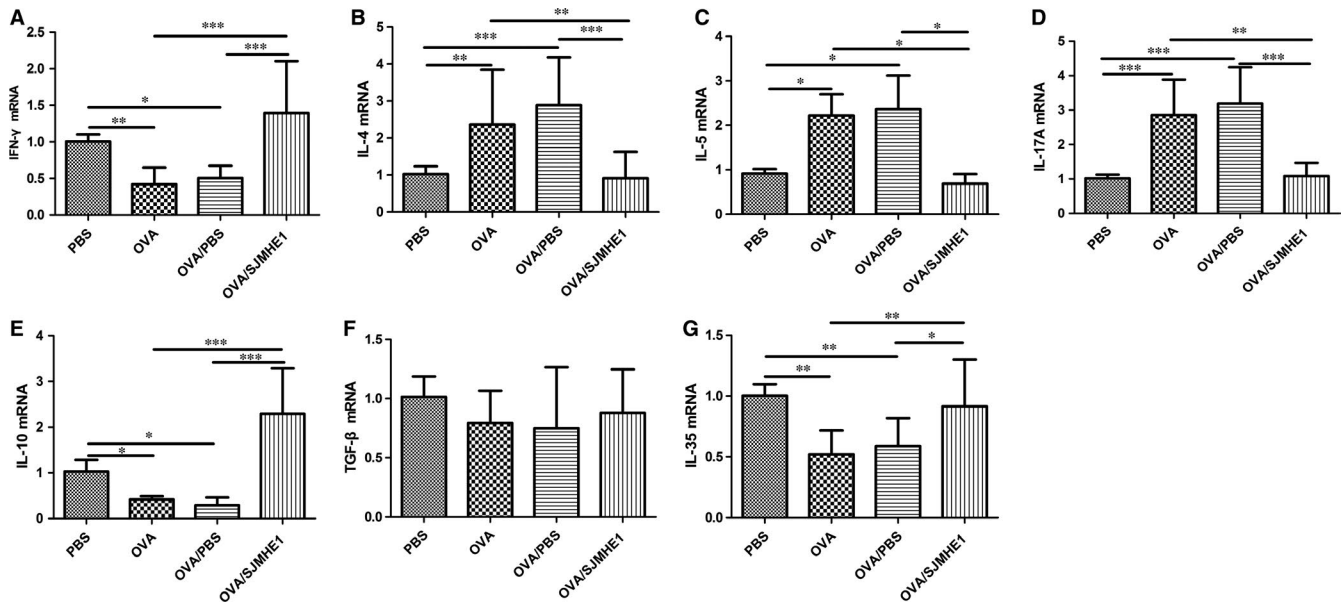 A
IFN-γ mRNA
2.5
2.0
1.5
1.0
0.5
0.0
***
***
*
**
PBS
OVA
OVA/PBS
OVA/SJMHE1
B
IL-4 mRNA
5
4
3
2
1
0
**
***
***
**
PBS
OVA
OVA/PBS
OVA/SJMHE1
C
IL-5 mRNA
4
3
2
1
0
*
*
*
*
PBS
OVA
OVA/PBS
OVA/SJMHE1
D
IL-17A mRNA
5
4
3
2
1
0
**
***
***
***
PBS
OVA
OVA/PBS
OVA/SJMHE1
E
IL-10 mRNA
4
3
2
1
0
***
***
*
*
PBS
OVA
OVA/PBS
OVA/SJMHE1
F
TGF-β mRNA
1.5
1.0
0.5
0.0
PBS
OVA
OVA/PBS
OVA/SJMHE1
G
IL-35 mRNA
1.5
1.0
0.5
0.0
**
*
**
**
PBS
OVA
OVA/PBS
OVA/SJMHE1